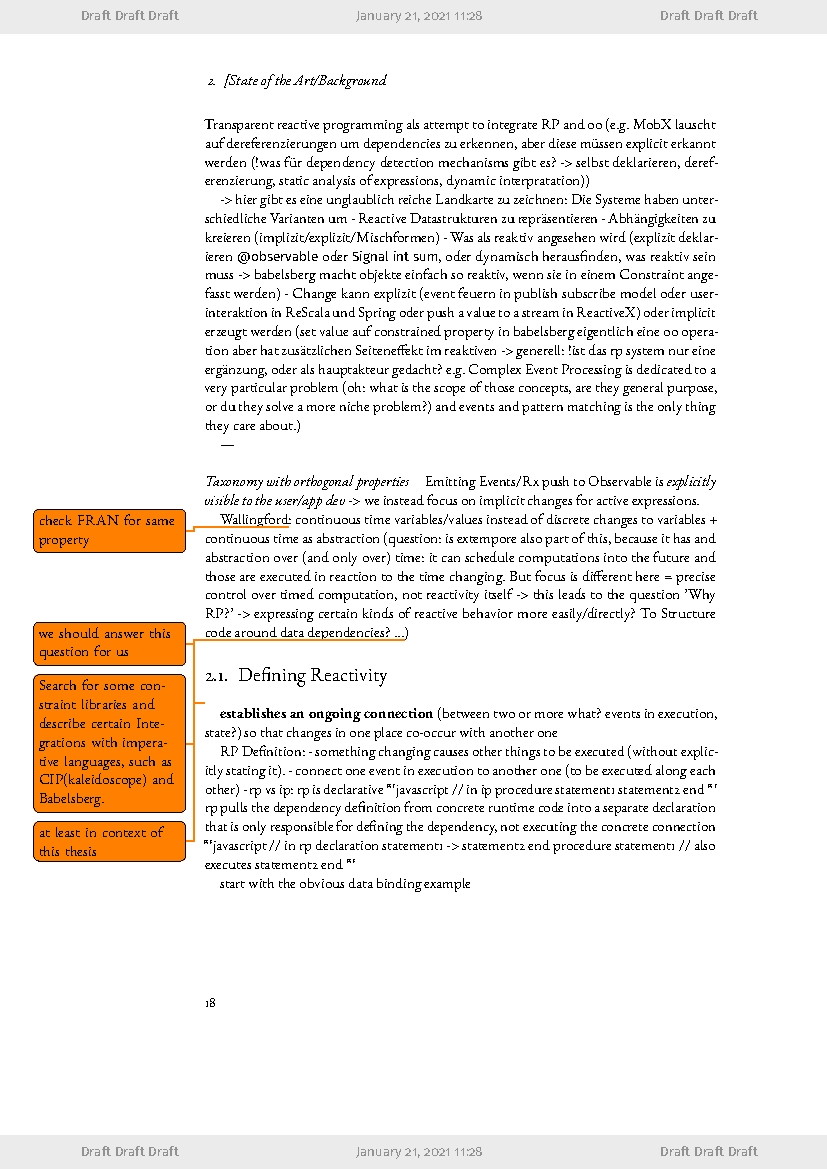 Draft Draft Draft January 21, 2021 11:28 Draft Draft Draft
2. [State of the Art/Background
Transparent reactive programming als attempt to integrate RP and oo (e.g. MobX lauscht
auf dereferenzierungen um dependencies zu erkennen, aber diese müssen explicit erkannt
werden (!was für dependency detection mechanisms gibt es? -> selbst deklarieren, deref-
erenzierung, static analysis of expressions, dynamic interpratation))
-> hier gibt es eine unglaublich reiche Landkarte zu zeichnen: Die Systeme haben unter-
schiedliche Varianten um - Reactive Datastrukturen zu repräsentieren - Abhängigkeiten zu
kreieren (implizit/explizit/Mischformen) - Was als reaktiv angesehen wird (explizit deklar-
ieren @observable oder Signal int sum, oder dynamisch herausfinden, was reaktiv sein
muss -> babelsberg macht objekte einfach so reaktiv, wenn sie in einem Constraint ange-
fasst werden) - Change kann explizit (event feuern in publish subscribe model oder user-
interaktion in ReScala und Spring oder push a value to a stream in ReactiveX) oder implicit
erzeugt werden (set value auf constrained property in babelsberg eigentlich eine oo opera-
tion aber hat zusätzlichen Seiteneffekt im reaktiven -> generell: !ist das rp system nur eine
ergänzung, oder als hauptakteur gedacht? e.g. Complex Event Processing is dedicated to a
very particular problem (oh: what is the scope of those concepts, are they general purpose,
or du they solve a more niche problem?) and events and pattern matching is the only thing
they care about.)
—
Taxonomy with orthogonal properties Emitting Events/Rx push to Observable is explicitly
visible to the user/app dev -> we instead focus on implicit changes for active expressions.
Wallingford: continuous time variables/values instead of discrete changes to variables +
continuous time as abstraction (question: is extempore also part of this, because it has and
abstraction over (and only over) time: it can schedule computations into the future and
those are executed in reaction to the time changing. But focus is different here = precise
control over timed computation, not reactivity itself -> this leads to the question 'Why
RP?' -> expressing certain kinds of reactive behavior more easily/directly? To Structure
code around data dependencies? ...)
check FRAN for same
property
we should answer this
question for us
Search for some con-
straint libraries and
describe certain Inte-
grations with impera-
tive languages, such as
CIP(kaleidoscope) and
Babelsberg.
at least in context of
this thesis
2.1. Defining Reactivity
establishes an ongoing connection (between two or more what? events in execution,
state?) so that changes in one place co-occur with another one
RP Definition: - something changing causes other things to be executed (without explic-
itly stating it). - connect one event in execution to another one (to be executed along each
other) - rp vs ip: rp is declarative "'javascript // in ip procedure statement1 statement2 end "'
rp pulls the dependency definition from concrete runtime code into a separate declaration
that is only responsible for defining the dependency, not executing the concrete connection
"'javascript // in rp declaration statement1 -> statement2 end procedure statement1 // also
executes statement2 end "'
start with the obvious data binding example
18
Draft Draft Draft January 21, 2021 11:28 Draft Draft Draft